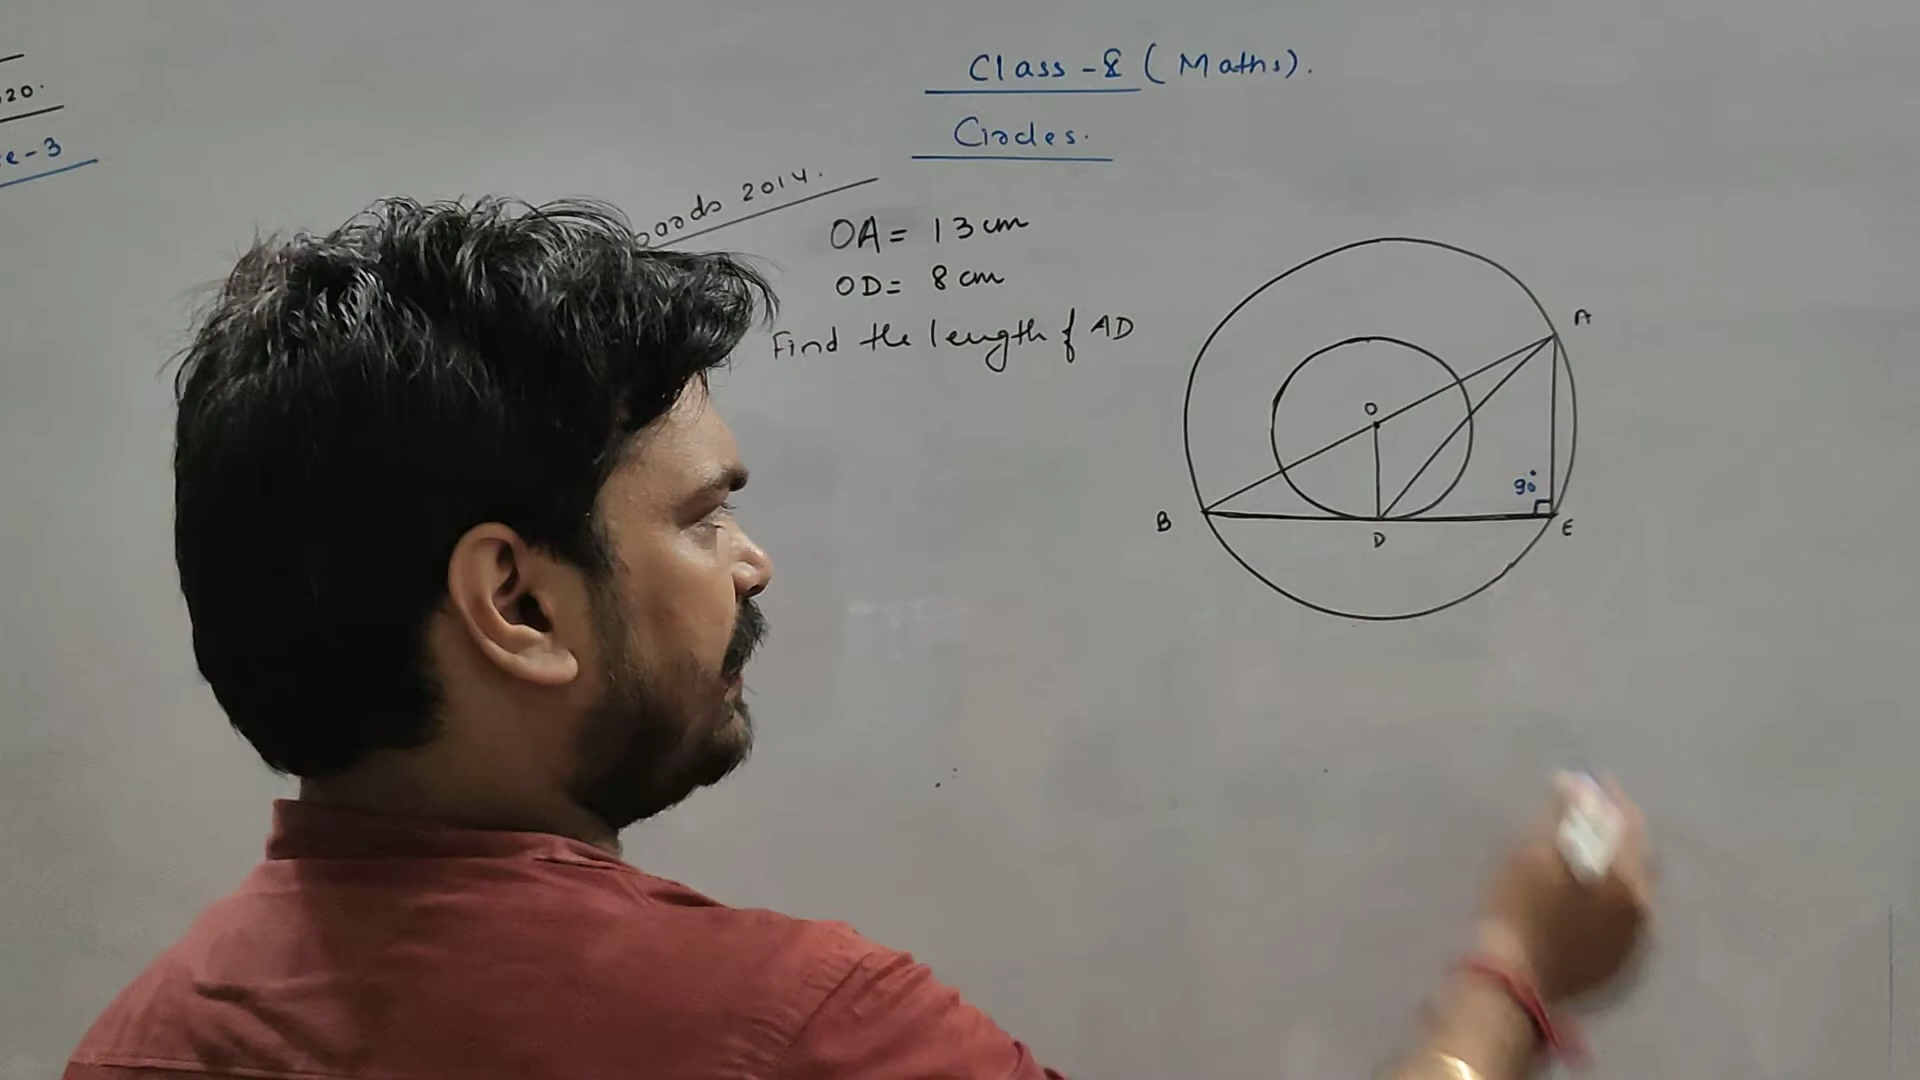 20.
e-3
Class-8 (Maths).
Circles.
2014.
OA = 13 cm
OD = 8 cm
Find the length of AD
A
O
90°
B
D
E